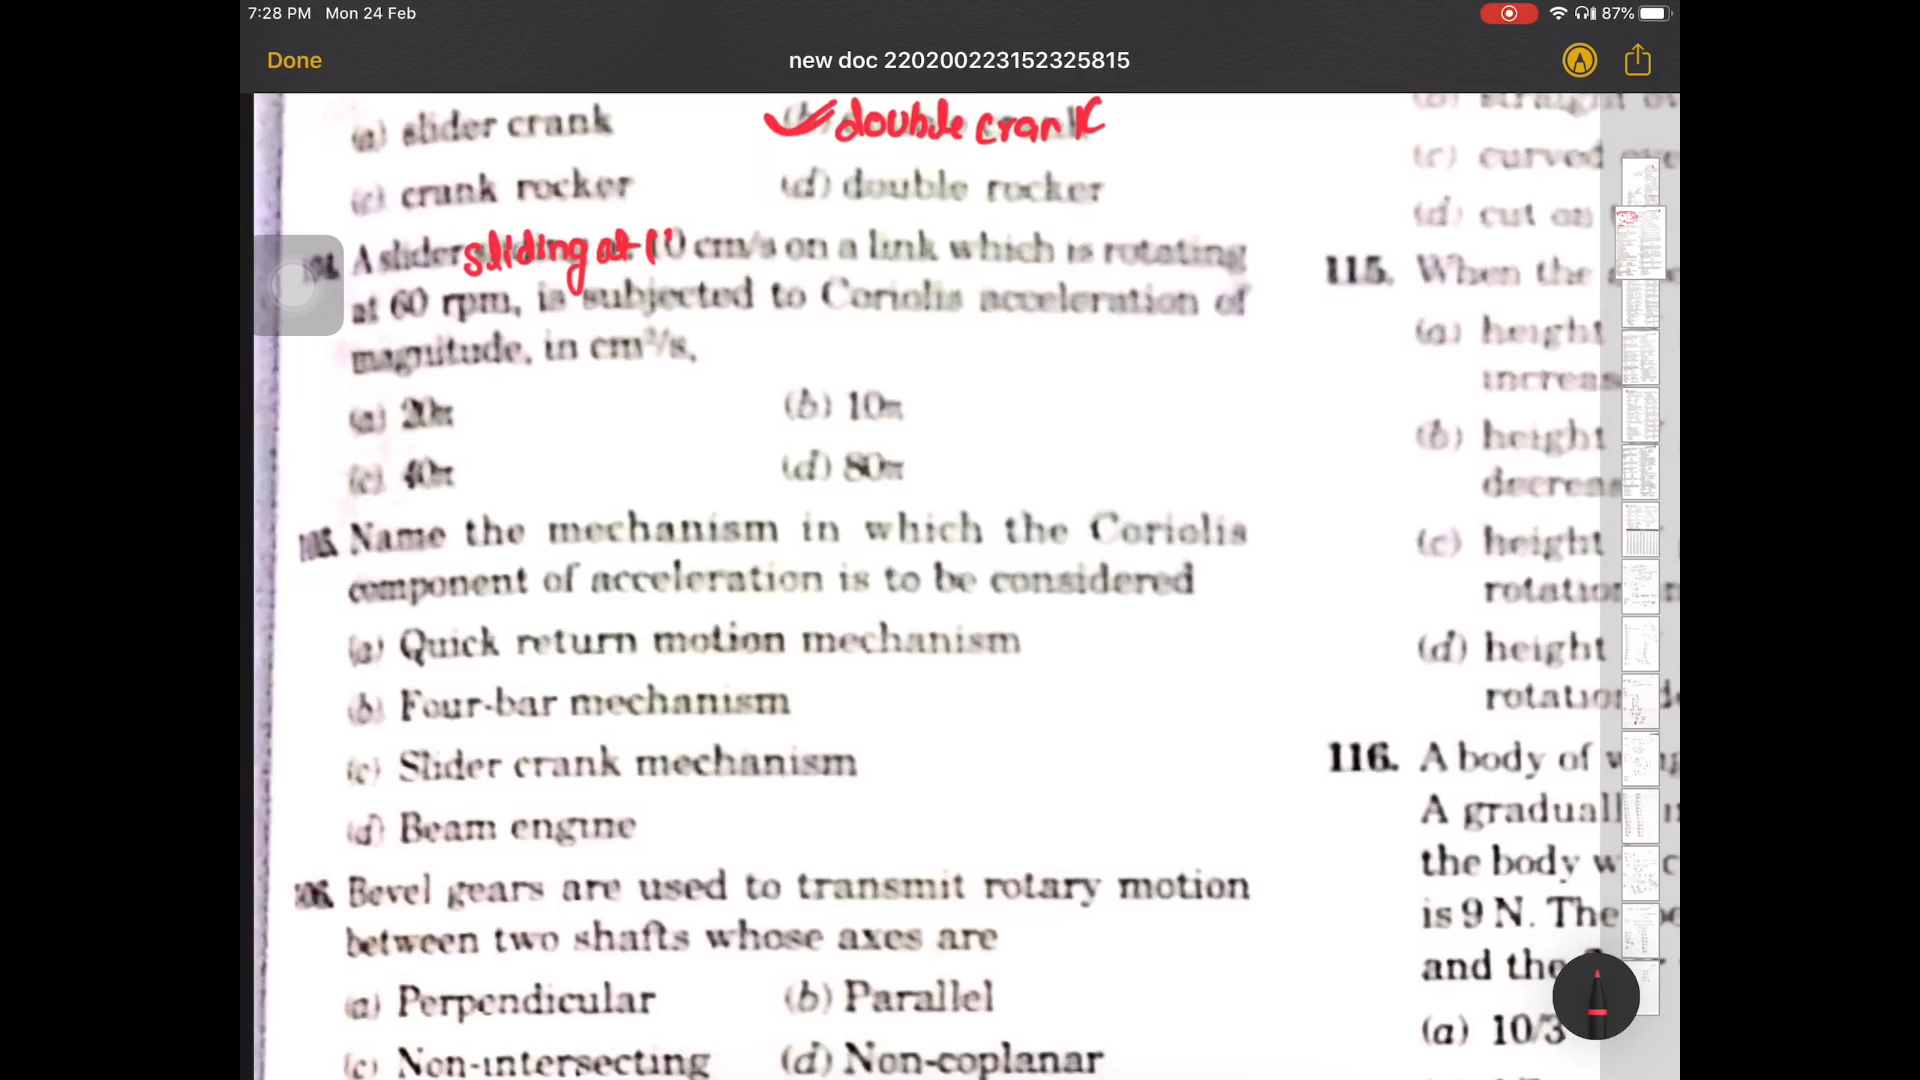 7:28 PM Mon 24 Feb
87%
Done
new doc 220200223152325815
(a) slider crank
double crank
(c) crank rocker
(d) double rocker
104. A slider sliding at 10 cm/s on a link which is rotating
at 60 rpm, is subjected to Coriolis acceleration of
magnitude, in cm²/s,
(a) 20π
(b) 10π
(c) 40π
(d) 80π
105. Name the mechanism in which the Coriolis
component of acceleration is to be considered
(a) Quick return motion mechanism
(b) Four-bar mechanism
(c) Slider crank mechanism
(d) Beam engine
106. Bevel gears are used to transmit rotary motion
between two shafts whose axes are
(a) Perpendicular
(b) Parallel
(c) Non-intersecting
(d) Non-coplanar
(c) curved
(d) cut on
115. When the
(a) height
(b) height
(c) height
(d) height
116. A body of
A
the body
is 9 N. The
and the
(a) 10/3